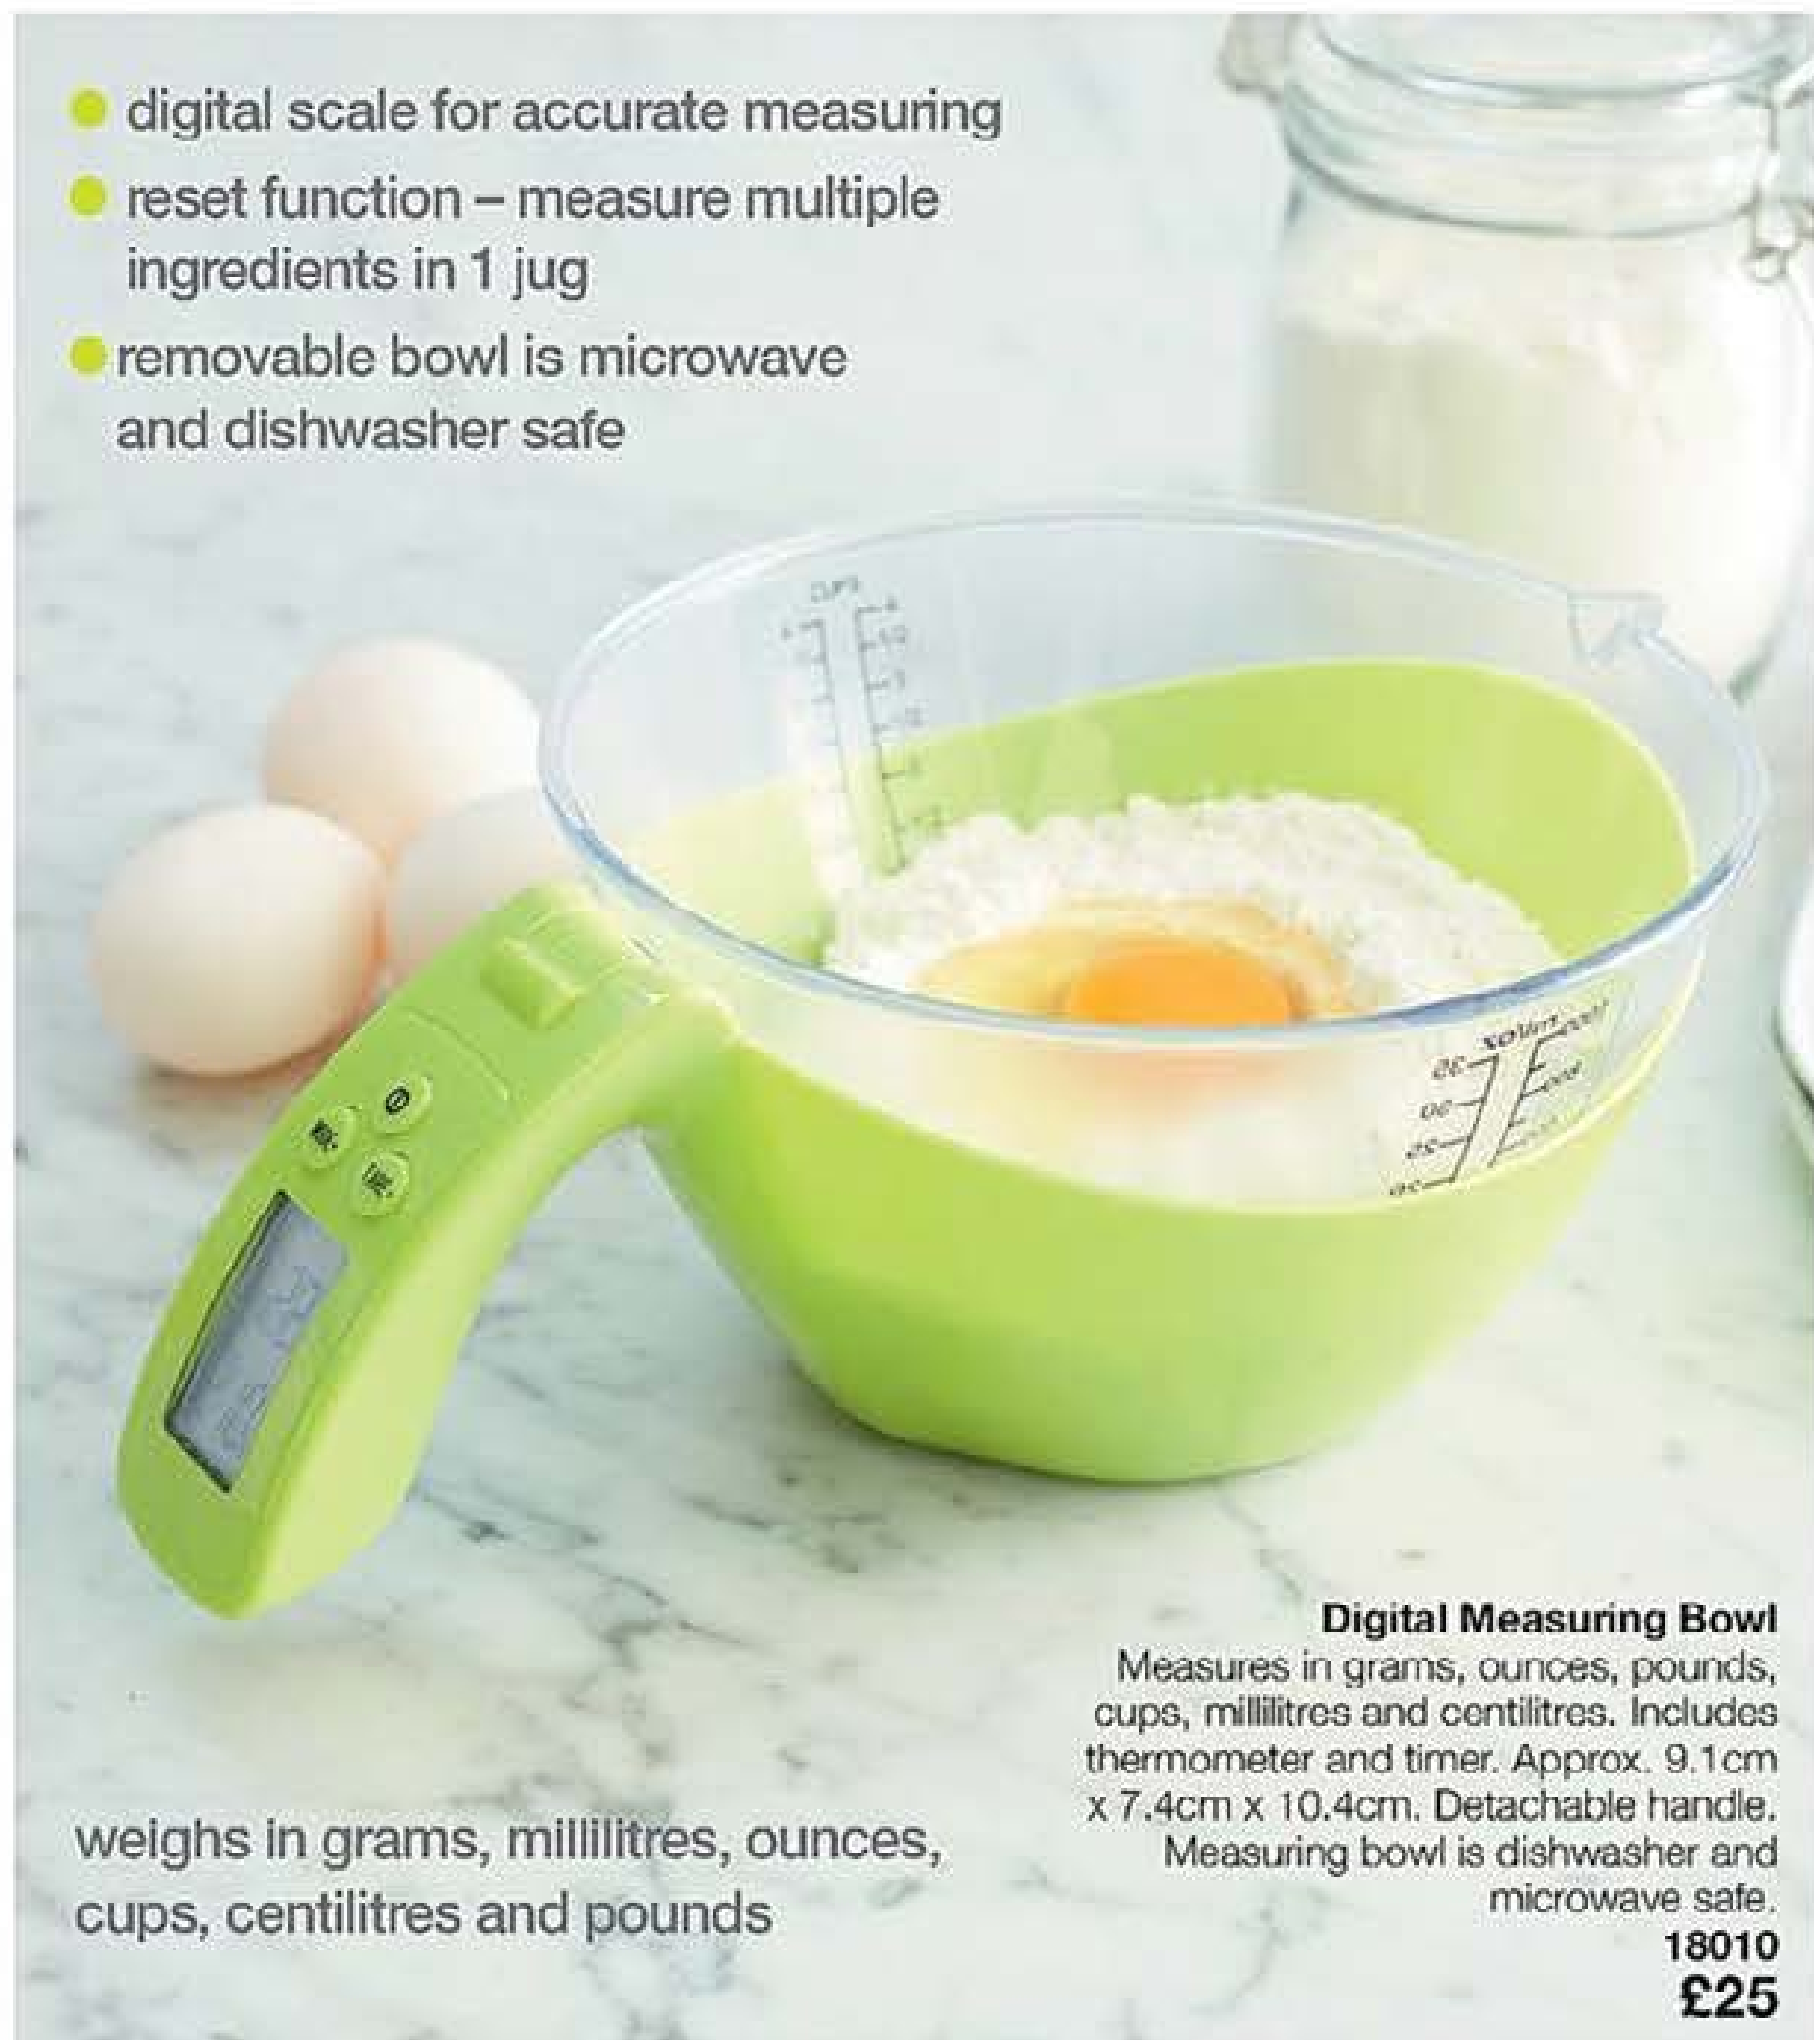 digital scale for accurate measuring
reset function – measure multiple
ingredients in 1 jug
removable bowl is microwave
and dishwasher safe
Digital Measuring Bowl
Measures in grams, ounces, pounds,
cups, millilitres and centilitres. Includes
thermometer and timer. Approx. 9.1cm
x 7.4cm x 10.4cm. Detachable handle.
Measuring bowl is dishwasher and
microwave safe.
18010
£25
weighs in grams, millilitres, ounces,
cups, centilitres and pounds